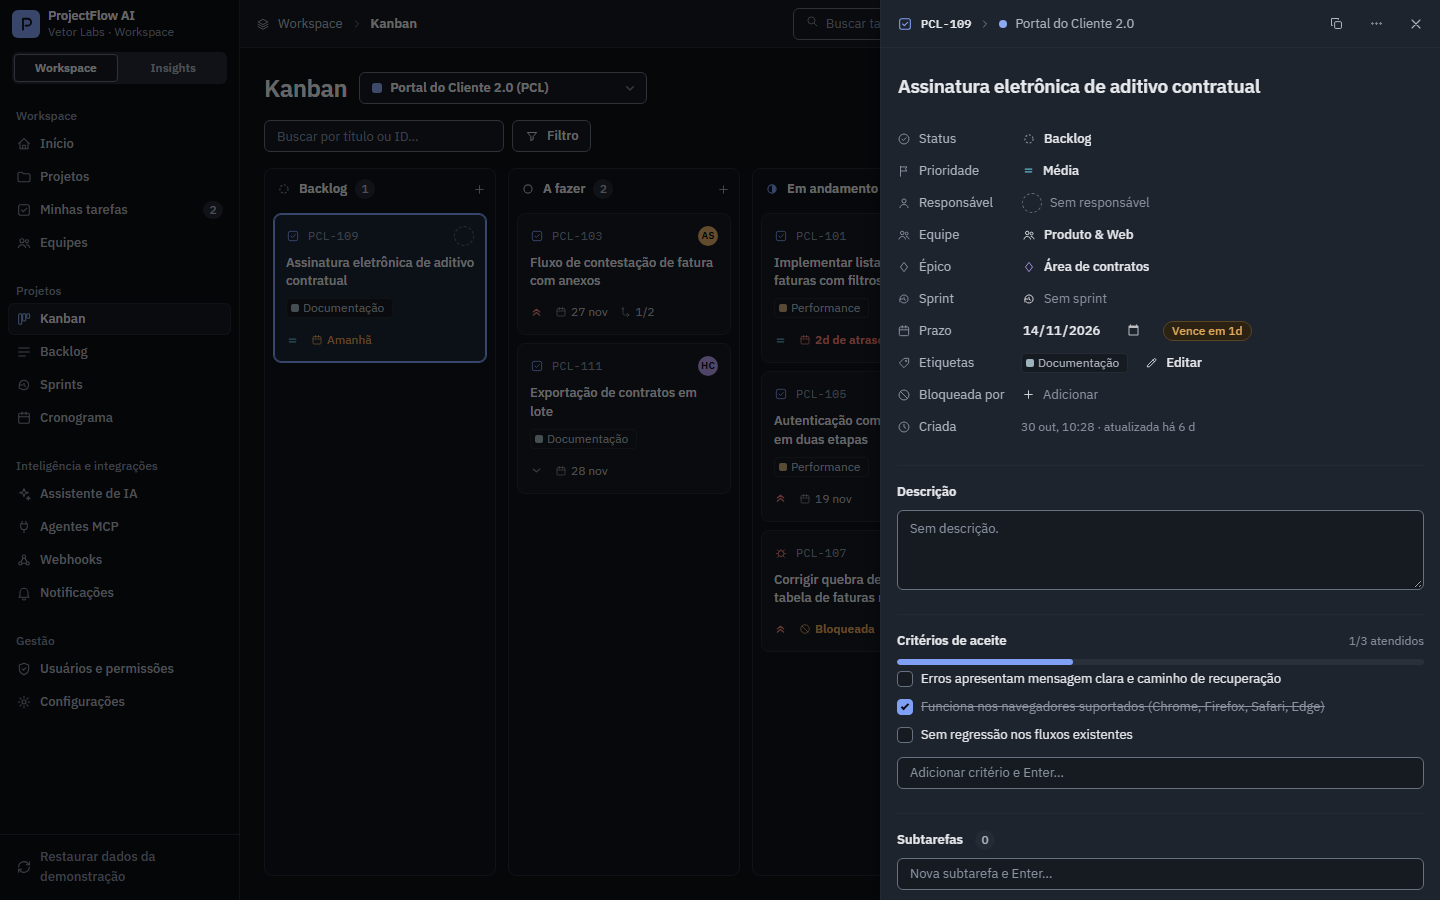 ProjectFlow AI
Vetor Labs · Workspace
Workspace
Insights
Workspace
Início
Projetos
Minhas tarefas
2
Equipes
Projetos
Kanban
Backlog
Sprints
Cronograma
Inteligência e integrações
Assistente de IA
Agentes MCP
Webhooks
Notificações
Gestão
Usuários e permissões
Configurações
Restaurar dados da
demonstração
Workspace
Kanban
Buscar ta
Kanban
Portal do Cliente 2.0 (PCL)
Buscar por título ou ID...
Filtro
Backlog
1
PCL-109
Assinatura eletrônica de aditivo
contratual
Documentação
Amanhã
A fazer
2
PCL-103
AS
Fluxo de contestação de fatura
com anexos
27 nov
1/2
PCL-111
HC
Exportação de contratos em
lote
Documentação
28 nov
Em andamento
PCL-101
Implementar lista
faturas com filtros
Performance
2d de atraso
PCL-105
Autenticação com
em duas etapas
Performance
19 nov
PCL-107
Corrigir quebra de
tabela de faturas
Bloqueada
PCL-109
Portal do Cliente 2.0
Assinatura eletrônica de aditivo contratual
Status
Backlog
Prioridade
Média
Responsável
Sem responsável
Equipe
Produto & Web
Épico
Área de contratos
Sprint
Sem sprint
Prazo
14/11/2026
Vence em 1d
Etiquetas
Documentação
Editar
Bloqueada por
Adicionar
Criada
30 out, 10:28 · atualizada há 6 d
Descrição
Sem descrição.
Critérios de aceite
1/3 atendidos
Erros apresentam mensagem clara e caminho de recuperação
Funciona nos navegadores suportados (Chrome, Firefox, Safari, Edge)
Sem regressão nos fluxos existentes
Adicionar critério e Enter...
Subtarefas
0
Nova subtarefa e Enter...